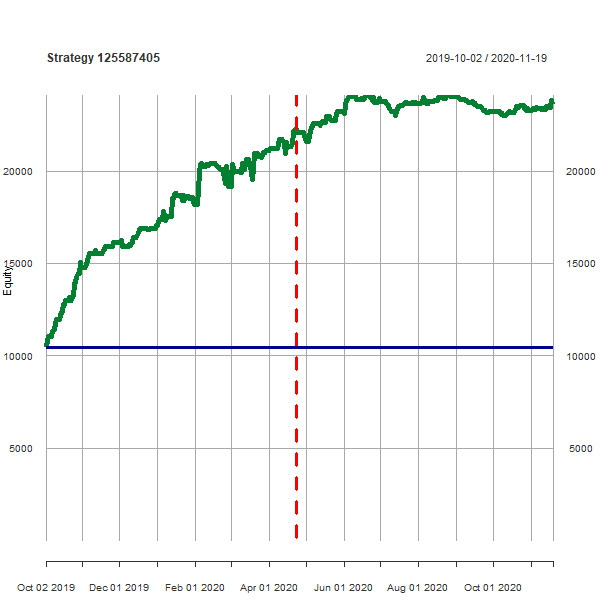 Strategy 125587405
2019-10-02 / 2020-11-19
Equity
20000
20000
15000
15000
10000
10000
5000
5000
Oct 02 2019
Dec 01 2019
Feb 01 2020
Apr 01 2020
Jun 01 2020
Aug 01 2020
Oct 01 2020